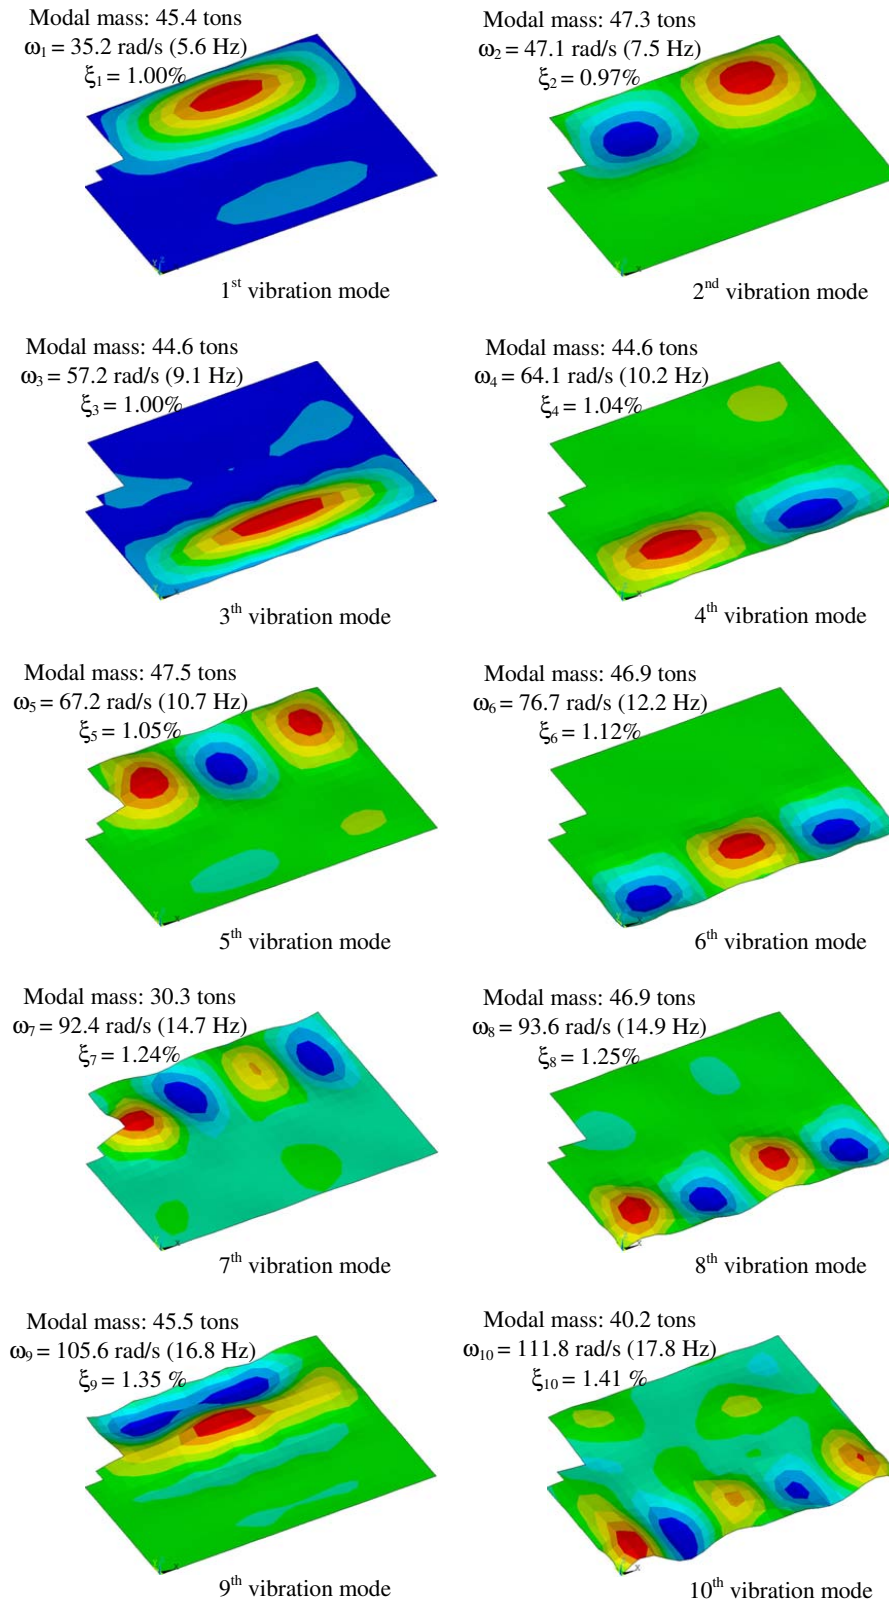 Modal mass: 45.4 tons
ω₁ = 35.2 rad/s (5.6 Hz)
ξ₁ = 1.00%
1ˢᵗ vibration mode
Modal mass: 47.3 tons
ω₂ = 47.1 rad/s (7.5 Hz)
ξ₂ = 0.97%
2ⁿᵈ vibration mode
Modal mass: 44.6 tons
ω₃ = 57.2 rad/s (9.1 Hz)
ξ₃ = 1.00%
3ᵗʰ vibration mode
Modal mass: 44.6 tons
ω₄ = 64.1 rad/s (10.2 Hz)
ξ₄ = 1.04%
4ᵗʰ vibration mode
Modal mass: 47.5 tons
ω₅ = 67.2 rad/s (10.7 Hz)
ξ₅ = 1.05%
5ᵗʰ vibration mode
Modal mass: 46.9 tons
ω₆ = 76.7 rad/s (12.2 Hz)
ξ₆ = 1.12%
6ᵗʰ vibration mode
Modal mass: 30.3 tons
ω₇ = 92.4 rad/s (14.7 Hz)
ξ₇ = 1.24%
7ᵗʰ vibration mode
Modal mass: 46.9 tons
ω₈ = 93.6 rad/s (14.9 Hz)
ξ₈ = 1.25%
8ᵗʰ vibration mode
Modal mass: 45.5 tons
ω₉ = 105.6 rad/s (16.8 Hz)
ξ₉ = 1.35 %
9ᵗʰ vibration mode
Modal mass: 40.2 tons
ω₁₀ = 111.8 rad/s (17.8 Hz)
ξ₁₀ = 1.41 %
10ᵗʰ vibration mode